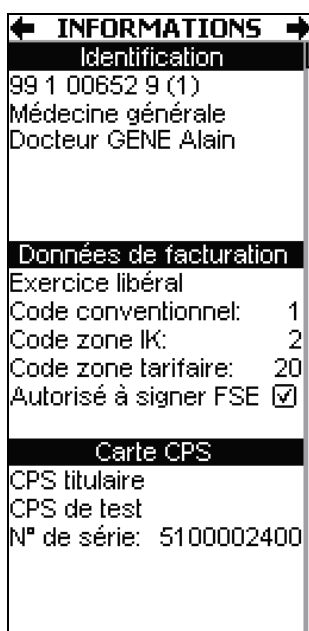 INFORMATIONS
Identification
99 1 00652 9 (1)
Médecine générale
Docteur GENE Alain
Données de facturation
Exercice libéral
Code conventionnel: 1
Code zone IK: 2
Code zone tarifaire: 20
Autorisé à signer FSE
Carte CPS
CPS titulaire
CPS de test
N° de série: 5100002400